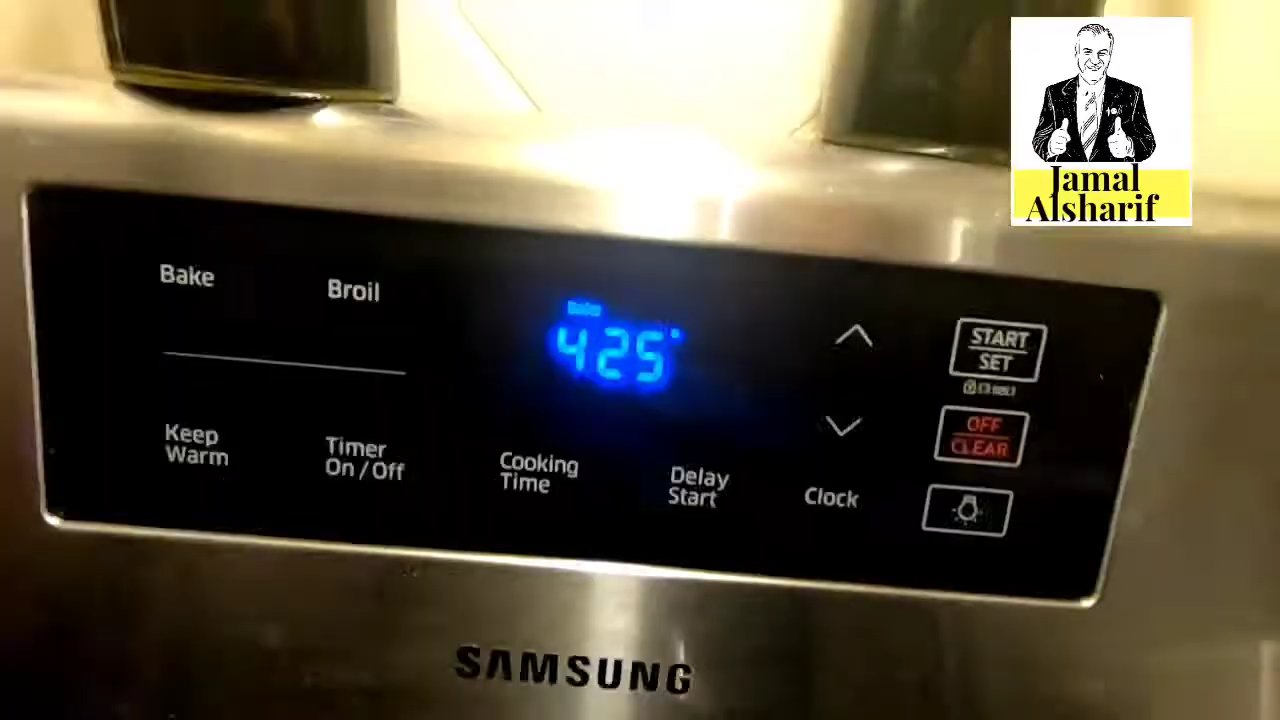 Jamal
Alsharif
Bake
Broil
Bake
425°
START
SET
OFF
CLEAR
Keep
Warm
Timer
On / Off
Cooking
Time
Delay
Start
Clock
SAMSUNG